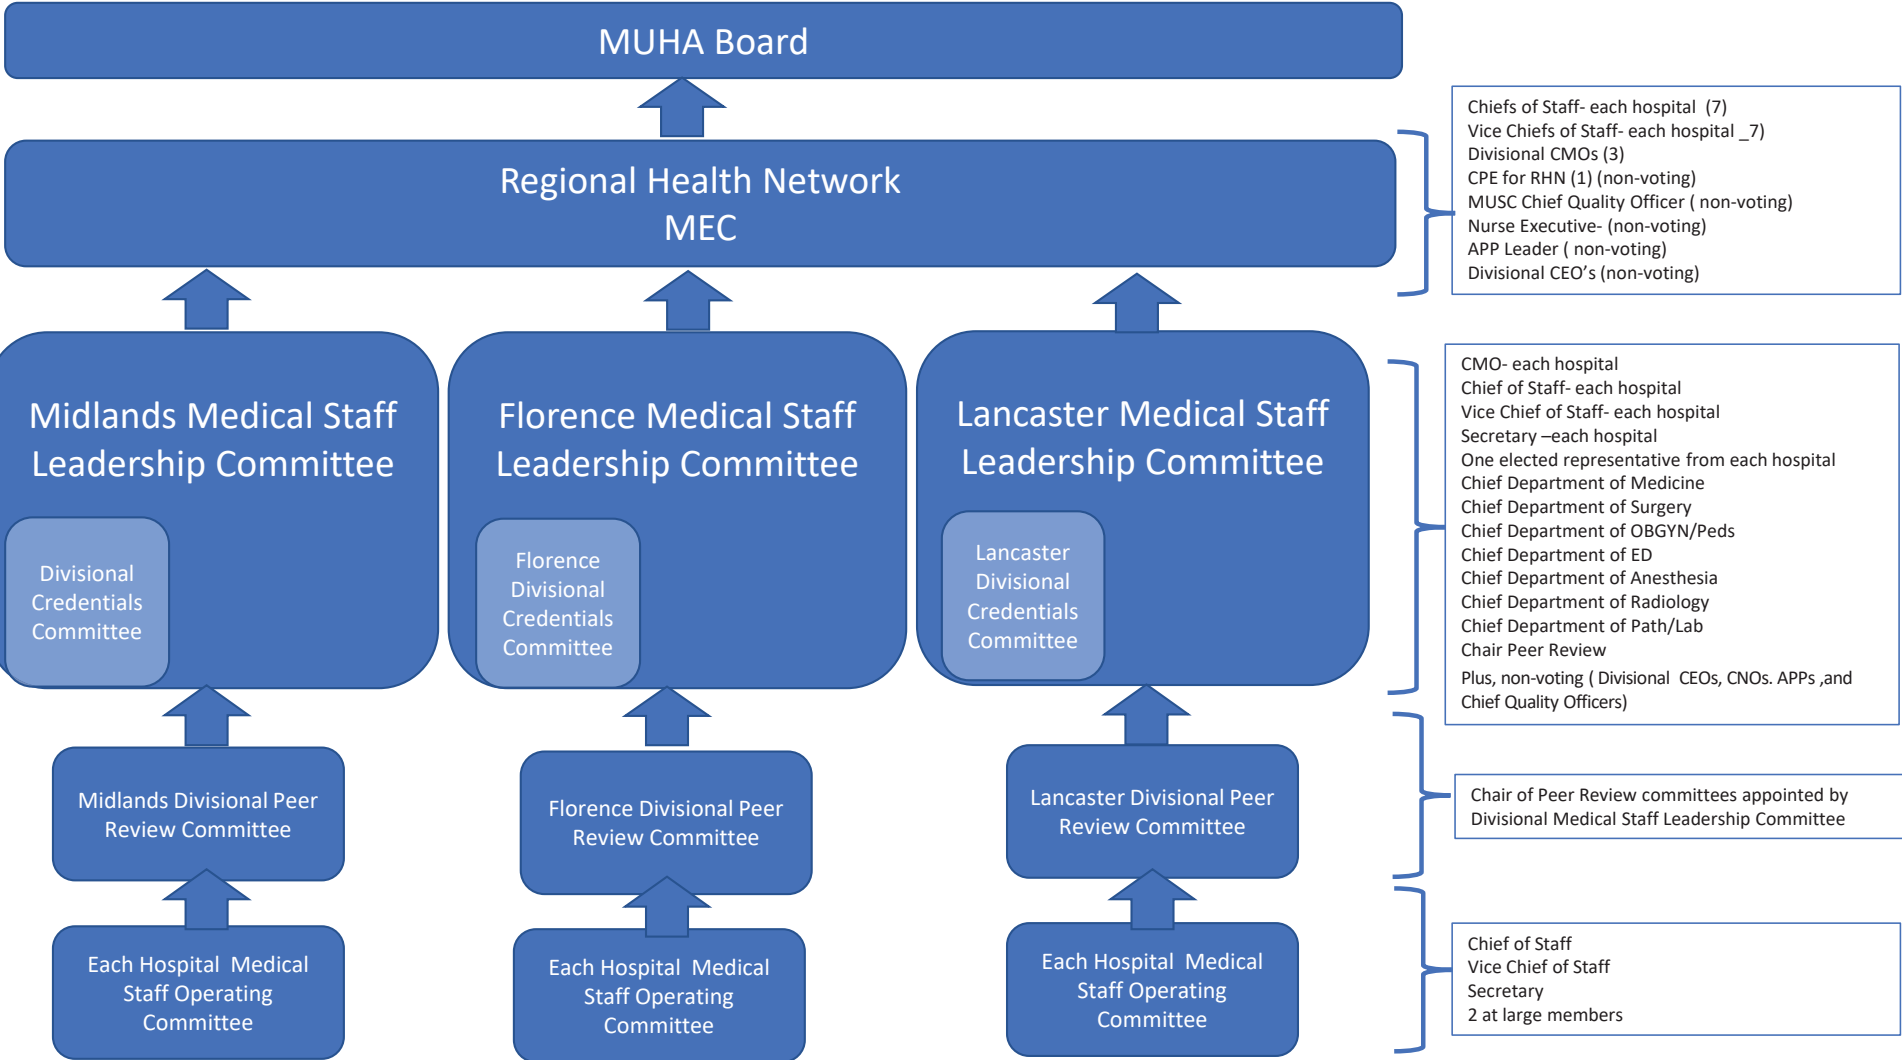 MUHA Board
Regional Health Network
MEC
Chiefs of Staff- each hospital  (7)
Vice Chiefs of Staff- each hospital _7)
Divisional CMOs (3)
CPE for RHN (1) (non-voting)
MUSC Chief Quality Officer ( non-voting)
Nurse Executive- (non-voting)
APP Leader ( non-voting)
Divisional CEO’s (non-voting)
Midlands Medical Staff
Leadership Committee
Divisional
Credentials
Committee
Florence Medical Staff
Leadership Committee
Florence
Divisional
Credentials
Committee
Lancaster Medical Staff
Leadership Committee
Lancaster
Divisional
Credentials
Committee
CMO- each hospital
Chief of Staff- each hospital
Vice Chief of Staff- each hospital
Secretary –each hospital
One elected representative from each hospital
Chief Department of Medicine
Chief Department of Surgery
Chief Department of OBGYN/Peds
Chief Department of ED
Chief Department of Anesthesia
Chief Department of Radiology
Chief Department of Path/Lab
Chair Peer Review
Plus, non-voting ( Divisional  CEOs, CNOs. APPs ,and
Chief Quality Officers)
Midlands Divisional Peer
Review Committee
Florence Divisional Peer
Review Committee
Lancaster Divisional Peer
Review Committee
Chair of Peer Review committees appointed by
Divisional Medical Staff Leadership Committee
Each Hospital  Medical
Staff Operating
Committee
Each Hospital  Medical
Staff Operating
Committee
Each Hospital  Medical
Staff Operating
Committee
Chief of Staff
Vice Chief of Staff
Secretary
2 at large members